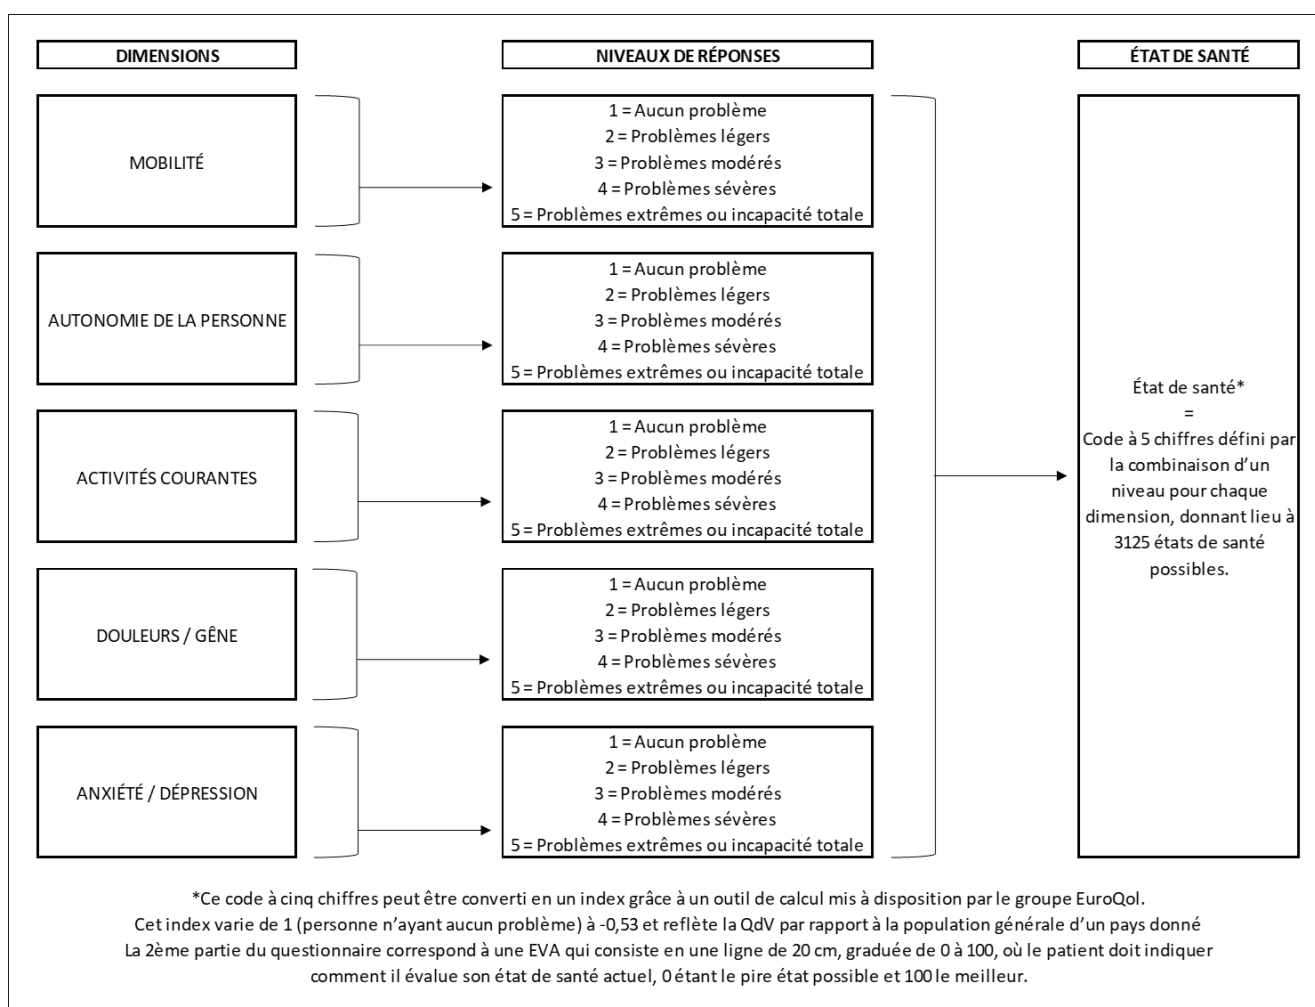 DIMENSIONS
NIVEAUX DE RÉPONSES
ÉTAT DE SANTÉ
MOBILITÉ
1 = Aucun problème
2 = Problèmes légers
3 = Problèmes modérés
4 = Problèmes sévères
5 = Problèmes extrêmes ou incapacité totale
AUTONOMIE DE LA PERSONNE
1 = Aucun problème
2 = Problèmes légers
3 = Problèmes modérés
4 = Problèmes sévères
5 = Problèmes extrêmes ou incapacité totale
ACTIVITÉS COURANTES
1 = Aucun problème
2 = Problèmes légers
3 = Problèmes modérés
4 = Problèmes sévères
5 = Problèmes extrêmes ou incapacité totale
DOULEURS / GÊNE
1 = Aucun problème
2 = Problèmes légers
3 = Problèmes modérés
4 = Problèmes sévères
5 = Problèmes extrêmes ou incapacité totale
ANXIÉTÉ / DÉPRESSION
1 = Aucun problème
2 = Problèmes légers
3 = Problèmes modérés
4 = Problèmes sévères
5 = Problèmes extrêmes ou incapacité totale
État de santé*
=
Code à 5 chiffres défini par
la combinaison d'un
niveau pour chaque
dimension, donnant lieu à
3125 états de santé
possibles.
*Ce code à cinq chiffres peut être converti en un index grâce à un outil de calcul mis à disposition par le groupe EuroQol.
Cet index varie de 1 (personne n'ayant aucun problème) à -0,53 et reflète la QdV par rapport à la population générale d'un pays donné
La 2ème partie du questionnaire correspond à une EVA qui consiste en une ligne de 20 cm, graduée de 0 à 100, où le patient doit indiquer
comment il évalue son état de santé actuel, 0 étant le pire état possible et 100 le meilleur.